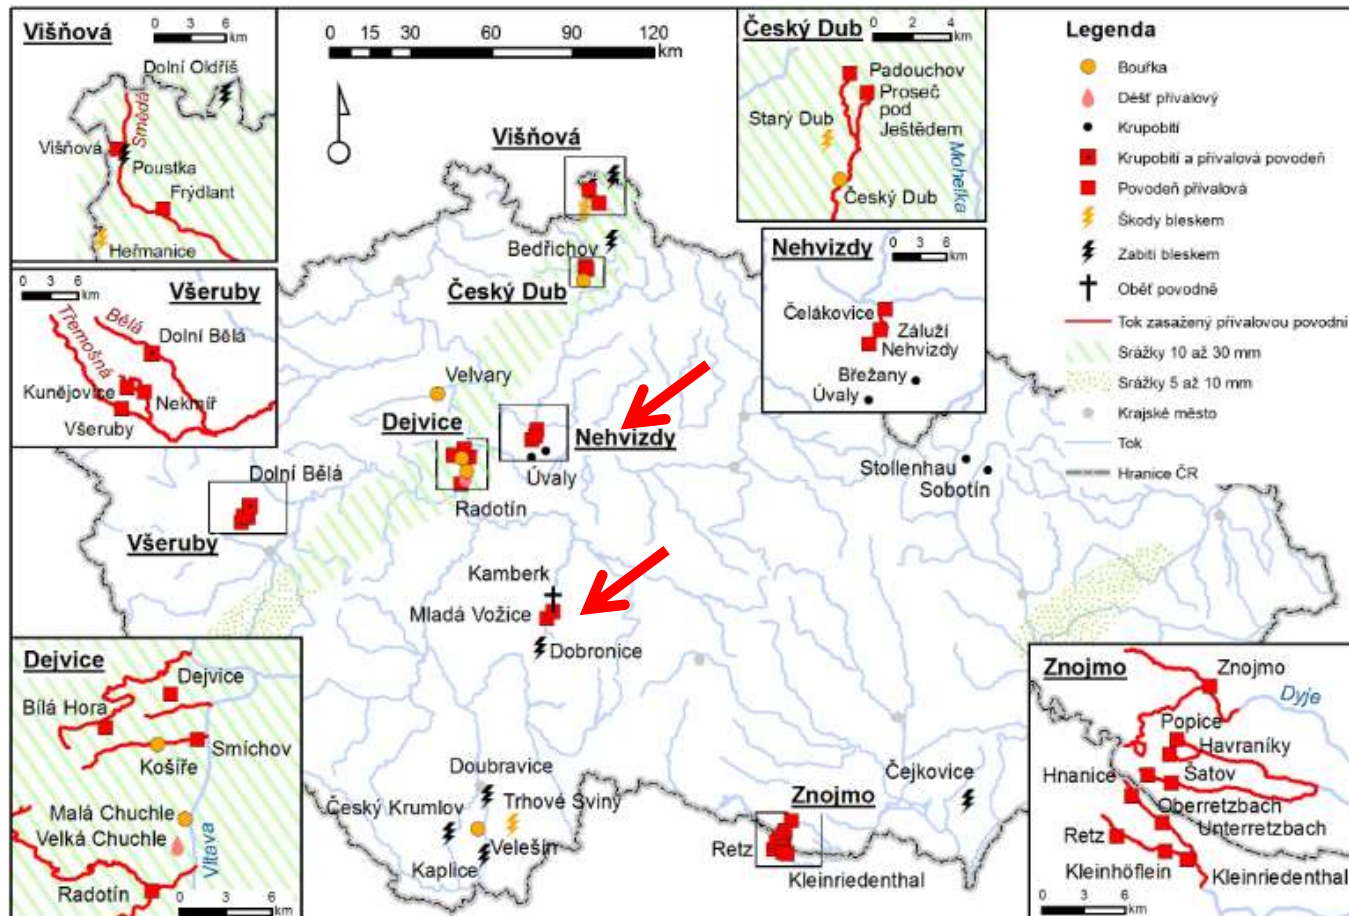 Višňová
0 3 6
km
Dolní Oldřiš
Smědá
Višňová
Poustka
Frýdlant
Heřmanice
0 30 60 90 120
km
Český Dub
0 2 4
km
Padouchov
Proseč
pod
Ještědem
Starý Dub
Mohelka
Český Dub
Legenda
Bouřka
Déšť přívalový
Krupobití
Krupobití a přívalová povodeň
Povodeň přívalová
Škody bleskem
Zabití bleskem
Oběť povodně
Tok zasažený přívalovou povodní
Srážky 10 až 30 mm
Srážky 5 až 10 mm
Krajské město
Tok
Hranice ČR
Višňová
Bedřichov
Český Dub
Nehvizdy
0 3 6
km
Čelákovice
Záluží
Nehvizdy
Břežany
Úvaly
0 3 6
km
Všeruby
Třemošná
Bělá
Dolní Bělá
Kunějovice
Nekmíř
Všeruby
Velvary
Dejvice
Nehvizdy
Úvaly
Radotín
Dolní Bělá
Všeruby
Stollenhau
Sobotín
Kamberk
Mladá Vožice
Dobronice
Dejvice
Dejvice
Bílá Hora
Smíchov
Košíře
Malá Chuchle
Velká Chuchle
Vltava
Radotín
0 3 6
km
Doubravice
Český Krumlov
Trhové Sviny
Velešín
Kaplice
Čejkovice
Znojmo
Retz
Kleinriedenthal
Znojmo
Znojmo
Dyje
Popice
Havraníky
Hnanice
Šatov
Oberretzbach
Unterretzbach
Retz
Kleinhöflein
Kleinriedenthal
0 3 6
km